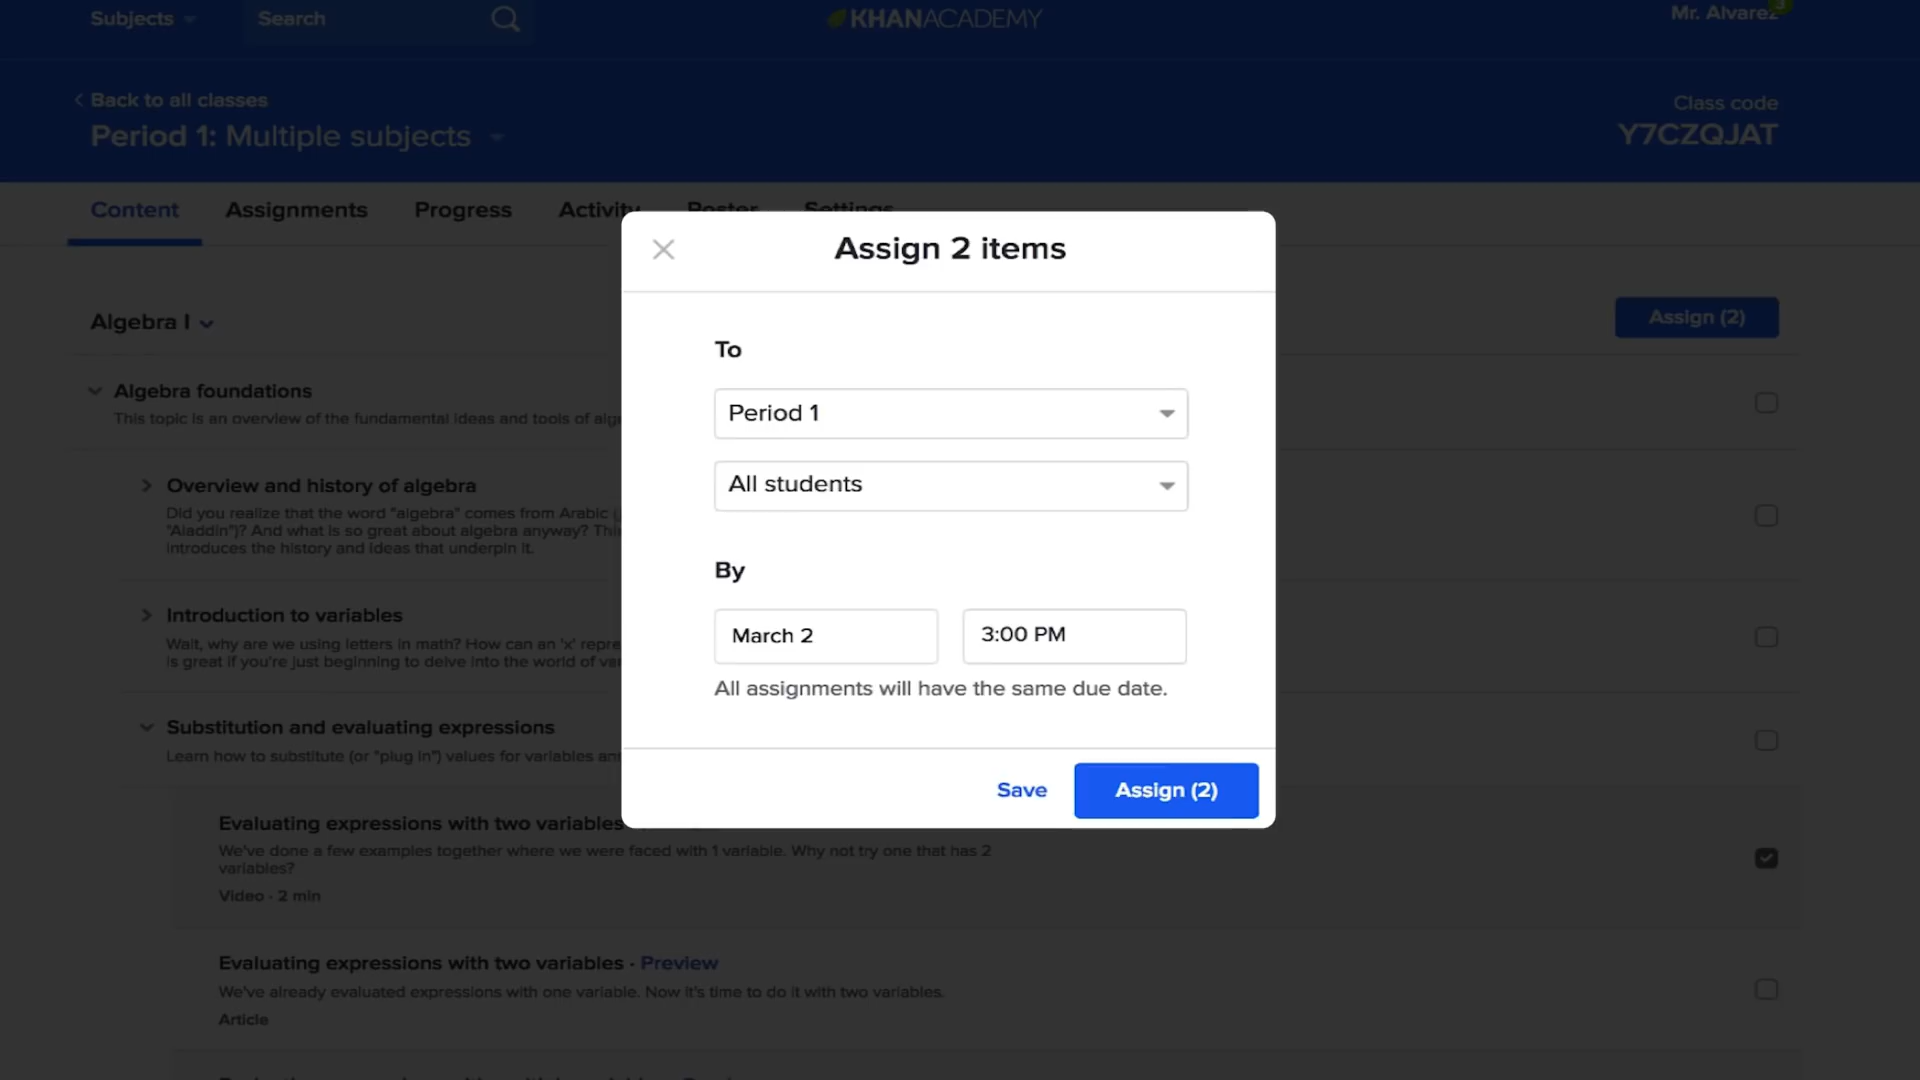 Subjects
Search
KHANACADEMY
Mr. Alvarez
3
Back to all classes
Period 1: Multiple subjects
Class code
Y7CZQJAT
Content
Assignments
Progress
Activity
Roster
Settings
Algebra I
Assign (2)
Algebra foundations
This topic is an overview of the fundamental ideas and tools of
Overview and history of algebra
Did you realize that the word "algebra" comes from Arabic
"Aladdin")? And what is so great about algebra anyway?
introduces the history and ideas that underpin it.
Introduction to variables
Wait, why are we using letters in math? How can an 'x'
is great if you're just beginning to delve into the world of
Substitution and evaluating expressions
Learn how to substitute (or "plug in") values for variables
Evaluating expressions with two variables
We've done a few examples together where we were faced with 1 variable. Why not try one that has 2
variables?
Video · 2 min
Evaluating expressions with two variables · Preview
We've already evaluated expressions with one variable. Now it's time to do it with two variables.
Article
Assign 2 items
To
Period 1
All students
By
March 2
3:00 PM
All assignments will have the same due date.
Save
Assign (2)